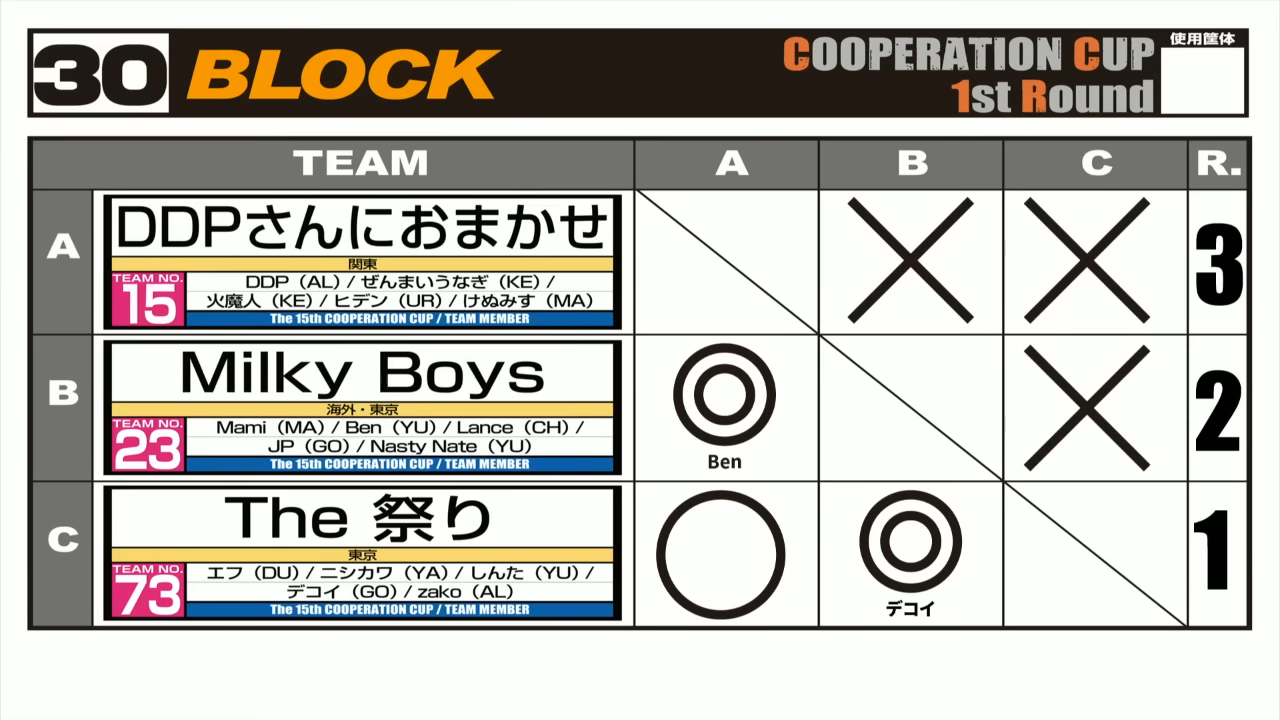 30 BLOCK
COOPERATION CUP
1st Round
使用筐体
TEAM A B C R.
A
DDPさんにおまかせ
関東
TEAM NO.
15
DDP（AL）/ ぜんまいうなぎ（KE）/
火魔人（KE）/ ヒデン（UR）/ けぬみす（MA）
The 15th COOPERATION CUP / TEAM MEMBER
3
B
Milky Boys
海外・東京
TEAM NO.
23
Mami（MA）/ Ben（YU）/ Lance（CH）/
JP（GO）/ Nasty Nate（YU）
The 15th COOPERATION CUP / TEAM MEMBER
Ben
2
C
The 祭り
東京
TEAM NO.
73
エフ（DU）/ ニシカワ（YA）/ しんた（YU）/
デコイ（GO）/ zako（AL）
The 15th COOPERATION CUP / TEAM MEMBER
デコイ
1